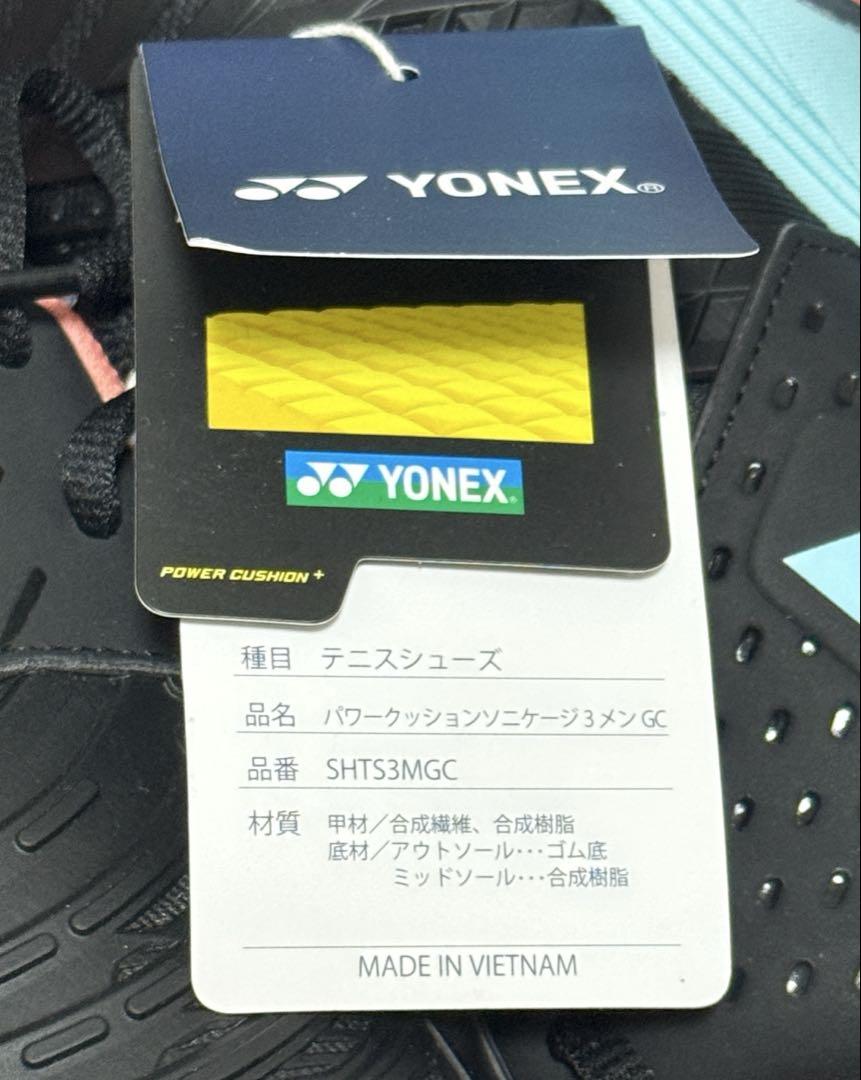 YONEX®
YONEX®
POWER CUSHION +
種目 テニスシューズ
品名 パワークッションソニケージ3メンGC
品番 SHTS3MGC
材質 甲材／合成繊維、合成樹脂
底材／アウトソール･･･ゴム底
ミッドソール･･･合成樹脂
MADE IN VIETNAM